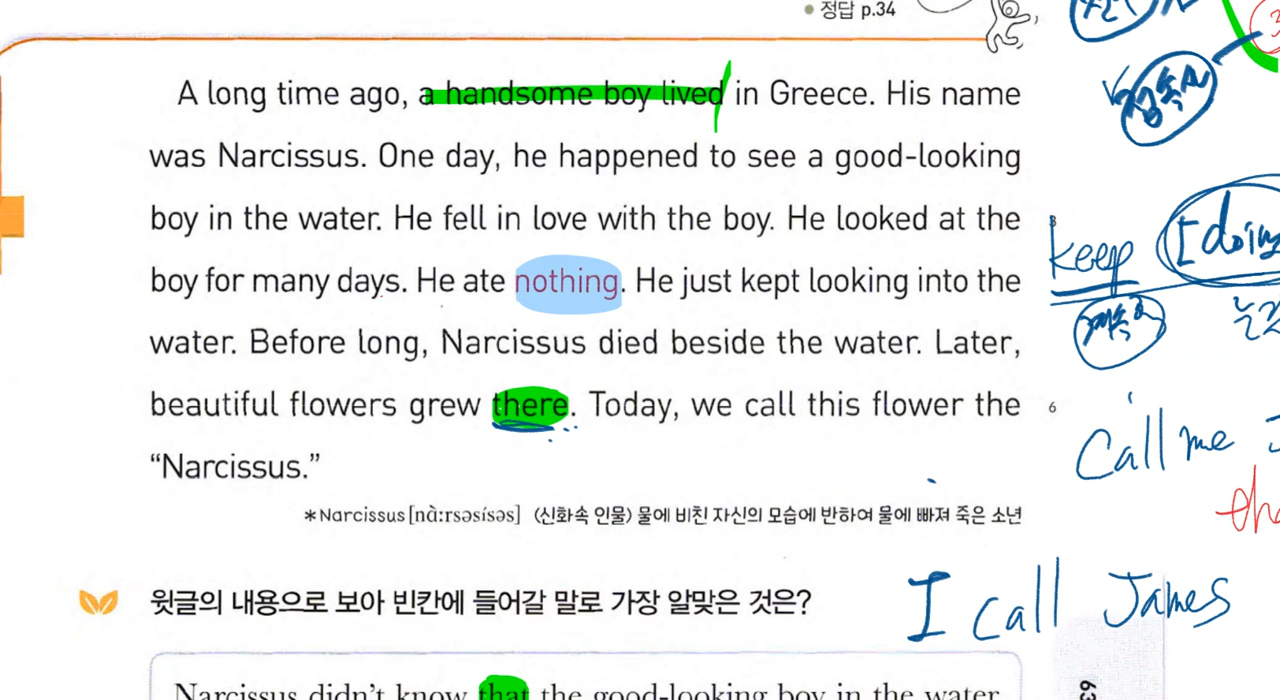 정답 p.34
A long time ago, a handsome boy lived in Greece. His name
was Narcissus. One day, he happened to see a good-looking
boy in the water. He fell in love with the boy. He looked at the
boy for many days. He ate nothing. He just kept looking into the
water. Before long, Narcissus died beside the water. Later,
beautiful flowers grew there. Today, we call this flower the
6
“Narcissus.”
*Narcissus[nɑ̀ːrsəsísəs] (신화속 인물) 물에 비친 자신의 모습에 반하여 물에 빠져 죽은 소년
윗글의 내용으로 보아 빈칸에 들어갈 말로 가장 알맞은 것은?
Narcissus didn't know that the good-looking boy in the water
접속사
keep [doing
계속
Call me
I call James
63